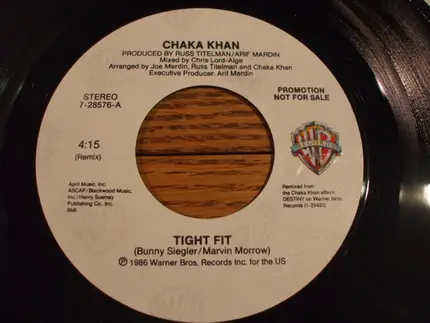 CHAKA KHAN
PRODUCED BY RUSS TITELMAN/ARIF MARDIN
Mixed by Chris Lord-Alge
Arranged by Joe Mardin, Russ Titelman and Chaka Khan
Executive Producer: Arif Mardin
STEREO
7-28576-A
PROMOTION
NOT FOR SALE
4:15
(Remix)
WB
RECORDS
April Music, Inc.
ASCAP/Blackwood Music,
Inc./Henry Suemay
Publishing Co., Inc.
BMI
Remixed from
the Chaka Khan album,
DESTINY on Warner Bros.
Records (1-25425)
TIGHT FIT
(Bunny Siegler/Marvin Morrow)
℗ 1986 Warner Bros. Records Inc. for the US